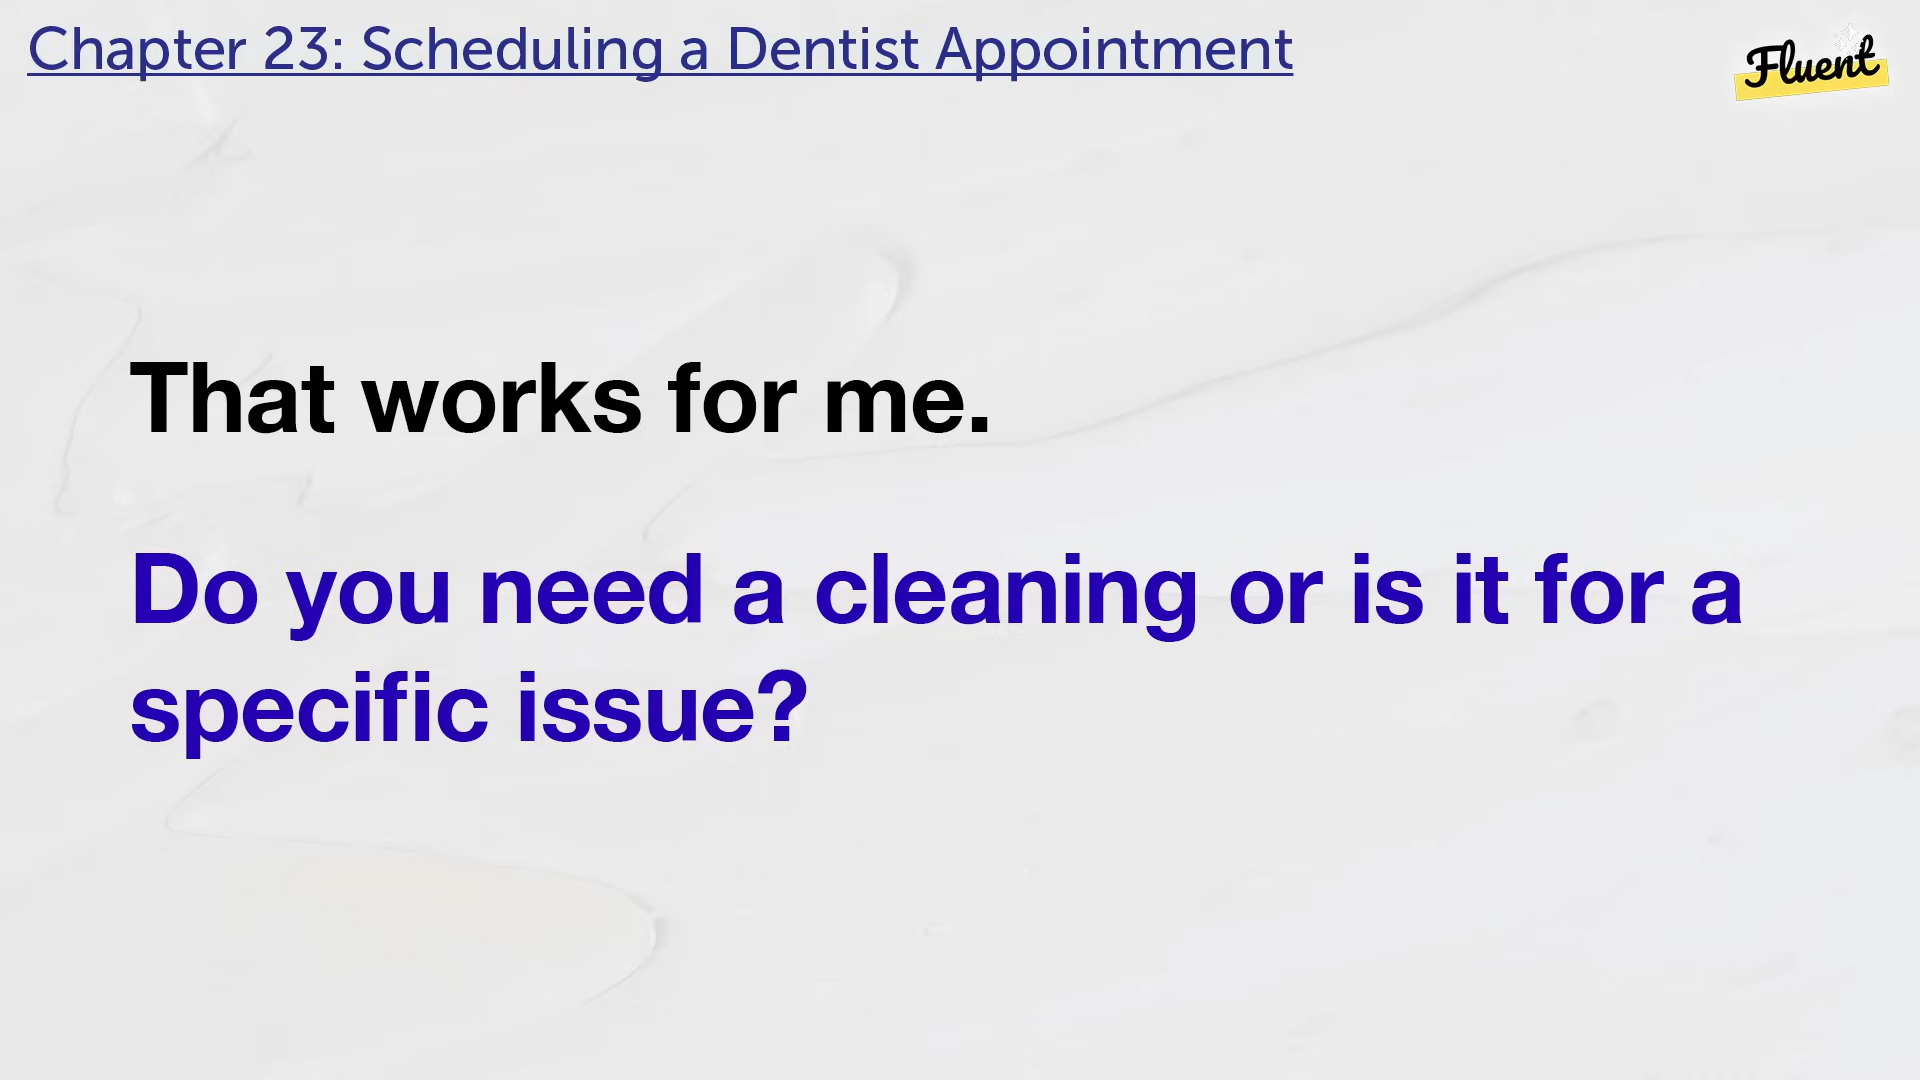 Chapter 23: Scheduling a Dentist Appointment
Fluent
That works for me.
Do you need a cleaning or is it for a
specific issue?